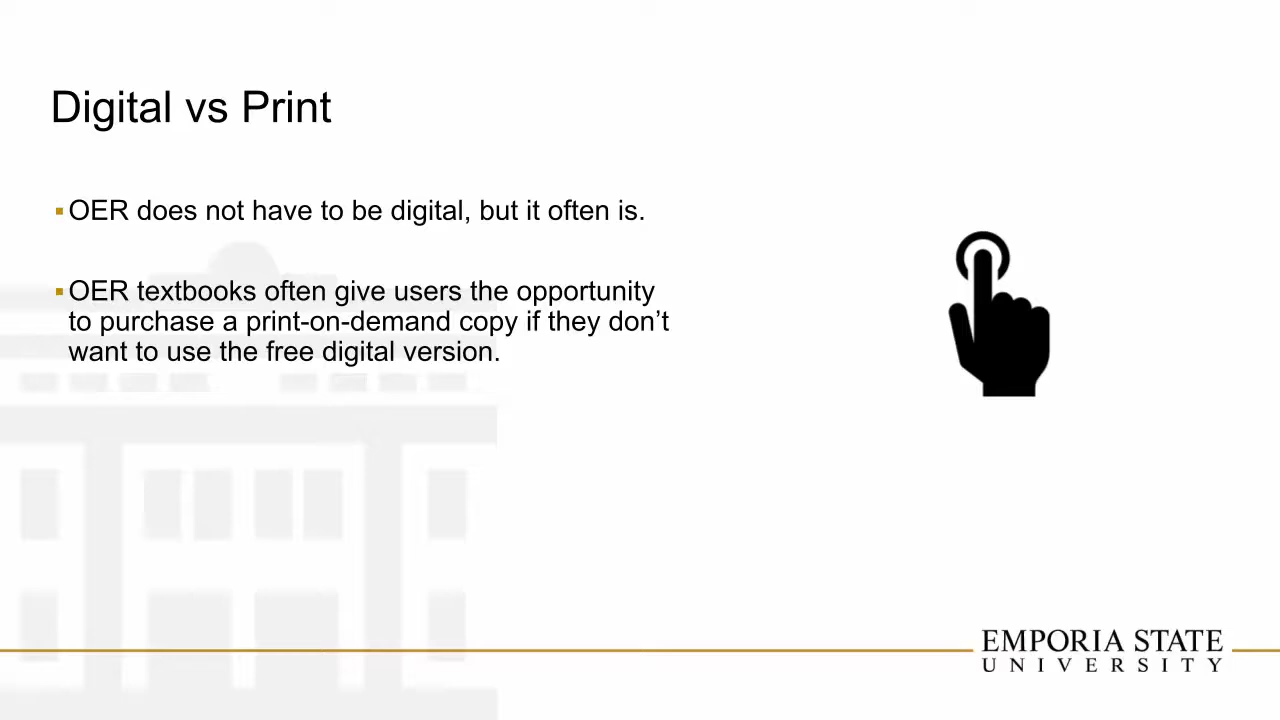 Digital vs Print
▪OER does not have to be digital, but it often is.
▪OER textbooks often give users the opportunity
to purchase a print-on-demand copy if they don’t
want to use the free digital version.
EMPORIA STATE
UNIVERSITY